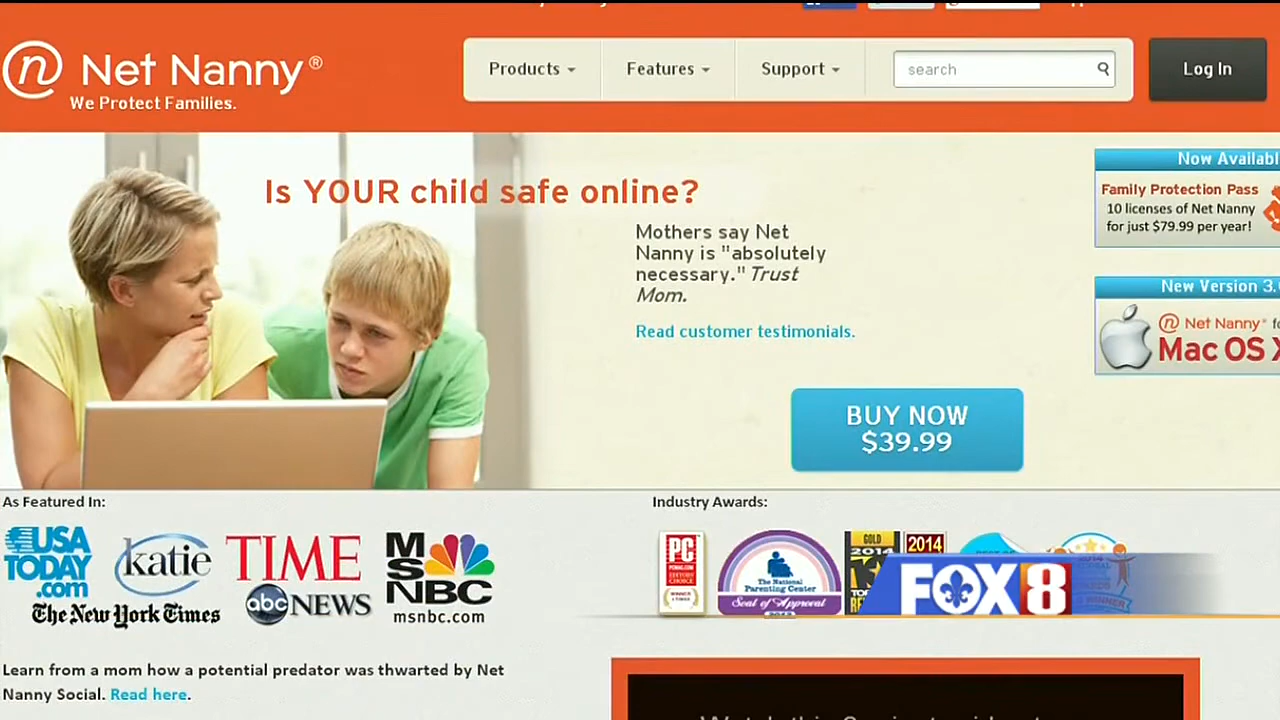 n Net Nanny®
We Protect Families.
Products
Features
Support
search
Log In
Is YOUR child safe online?
Mothers say Net
Nanny is "absolutely
necessary." Trust
Mom.
Read customer testimonials.
BUY NOW
$39.99
Now Availabl
Family Protection Pass
10 licenses of Net Nanny
for just $79.99 per year!
New Version 3.
n Net Nanny® fo
Mac OS X
As Featured In:
USA
TODAY
.com
katie
TIME
MSNBC
msnbc.com
The New York Times
abc NEWS
Industry Awards:
PC
The National
Parenting Center
Seal of Approval
GOLD
2014
2014
FOX 8
Learn from a mom how a potential predator was thwarted by Net
Nanny Social. Read here.